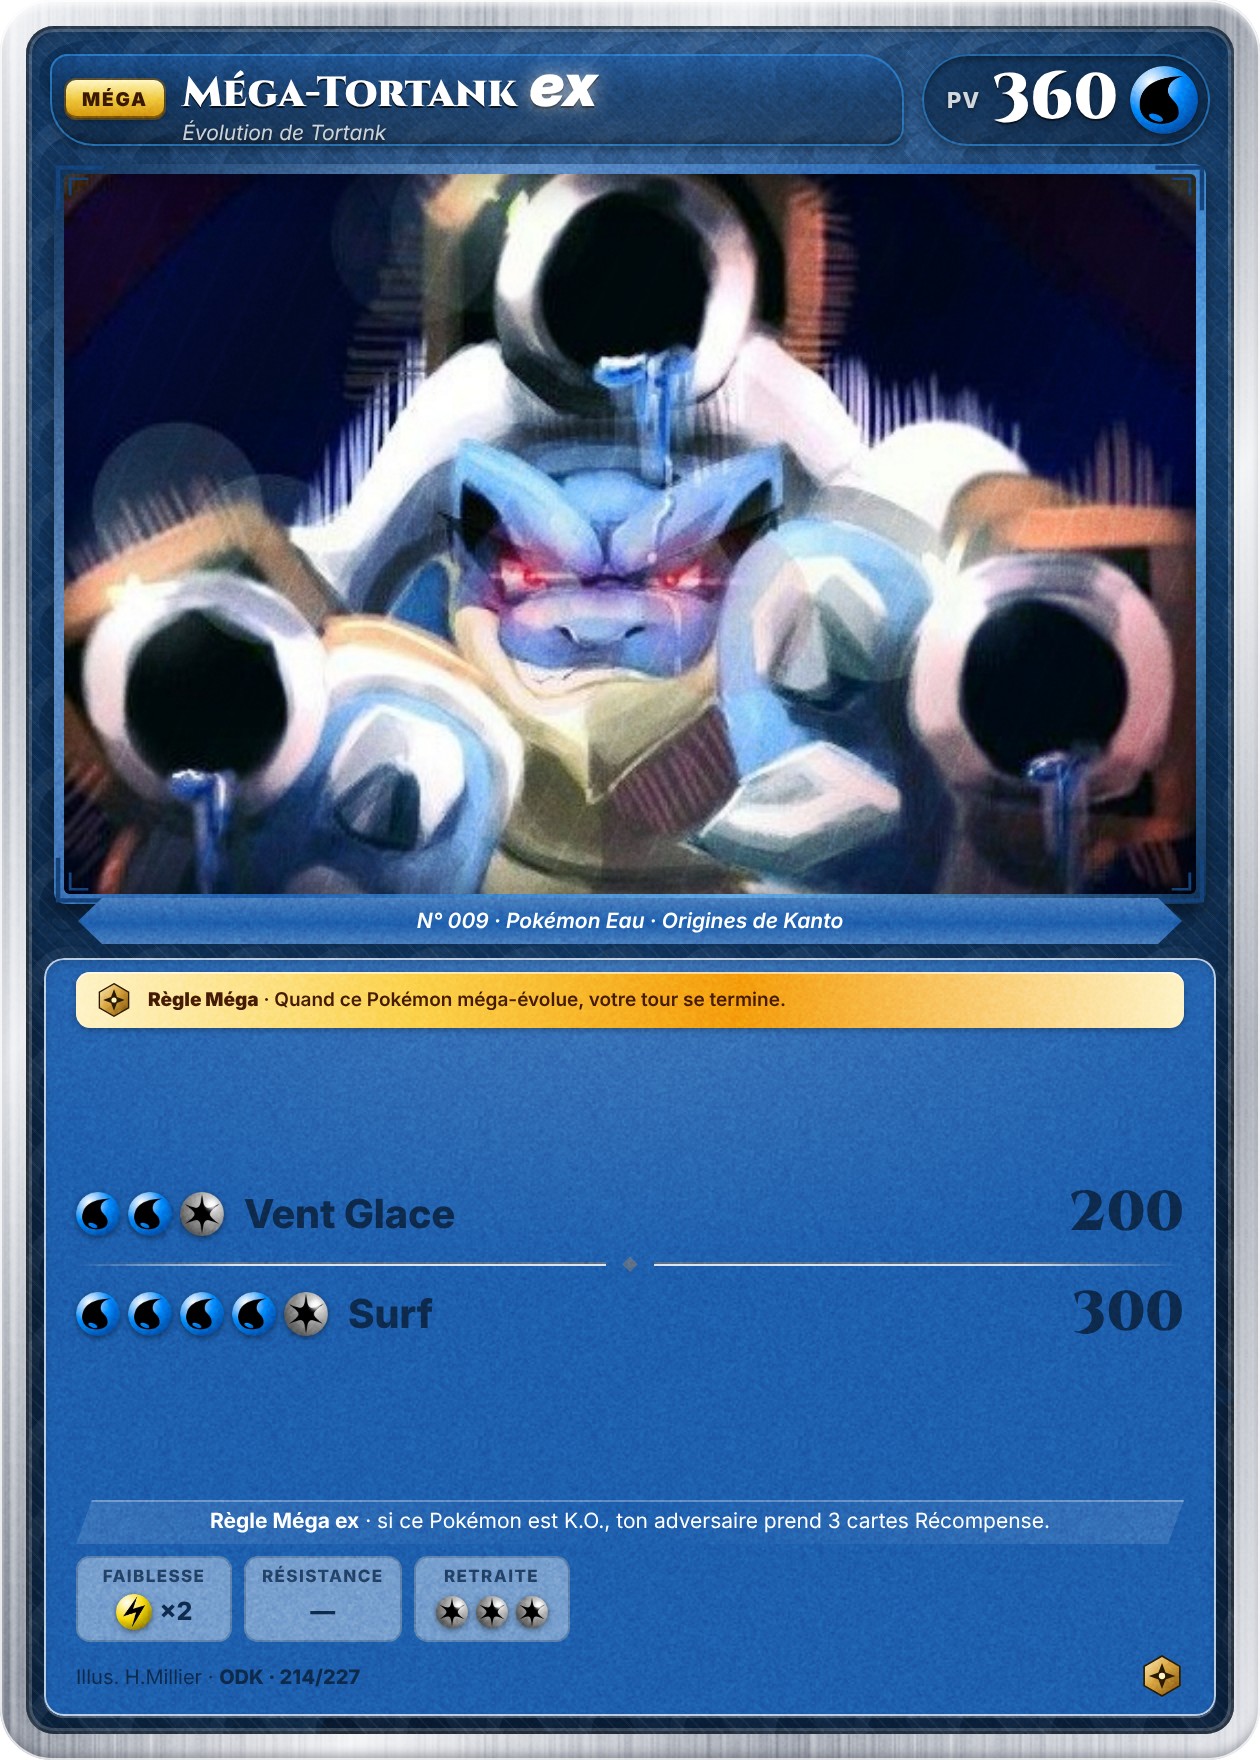 MÉGA MÉGA-TORTANK ex
Évolution de Tortank
PV 360
N° 009 · Pokémon Eau · Origines de Kanto
Règle Méga · Quand ce Pokémon méga-évolue, votre tour se termine.
Vent Glace 200
Surf 300
Règle Méga ex · si ce Pokémon est K.O., ton adversaire prend 3 cartes Récompense.
FAIBLESSE RÉSISTANCE RETRAITE
×2 —
Illus. H.Millier · ODK · 214/227